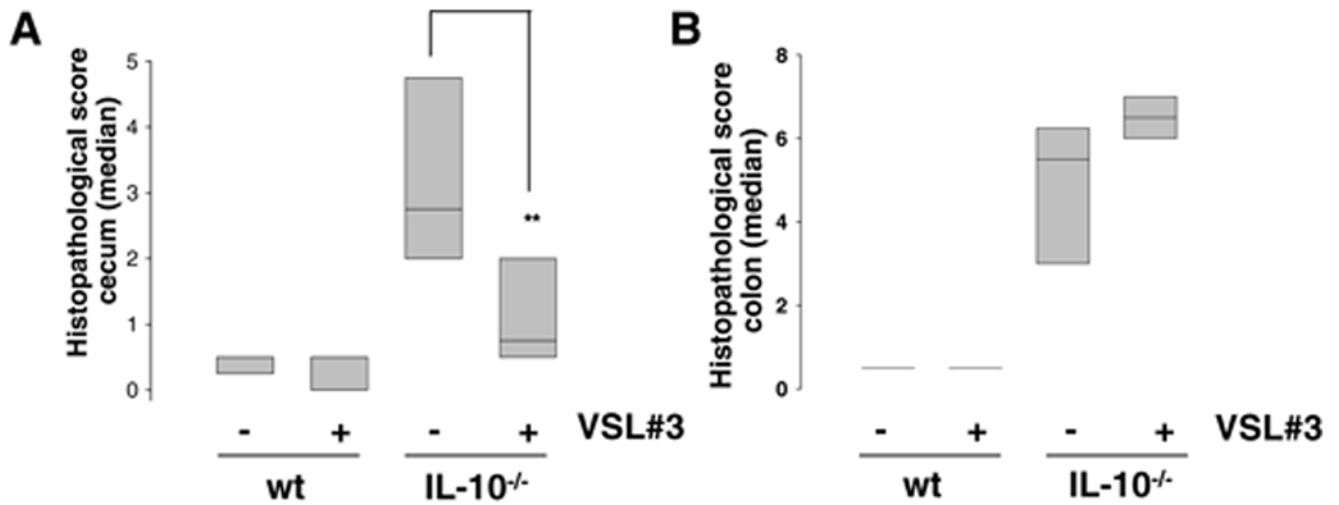 A
Histopathological score
cecum (median)
5
4
3
2
1
0
**
- + - + VSL#3
wt IL-10-/-
B
Histopathological score
colon (median)
8
6
4
2
0
- + - + VSL#3
wt IL-10-/-